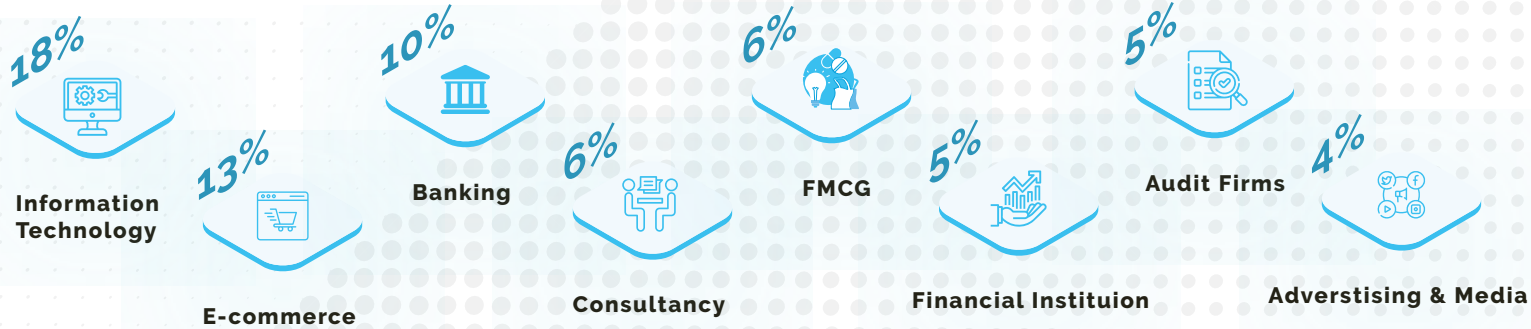 18%
Information
Technology
13%
E-commerce
10%
Banking
6%
Consultancy
6%
FMCG
5%
Financial Instituion
5%
Audit Firms
4%
Adverstising & Media